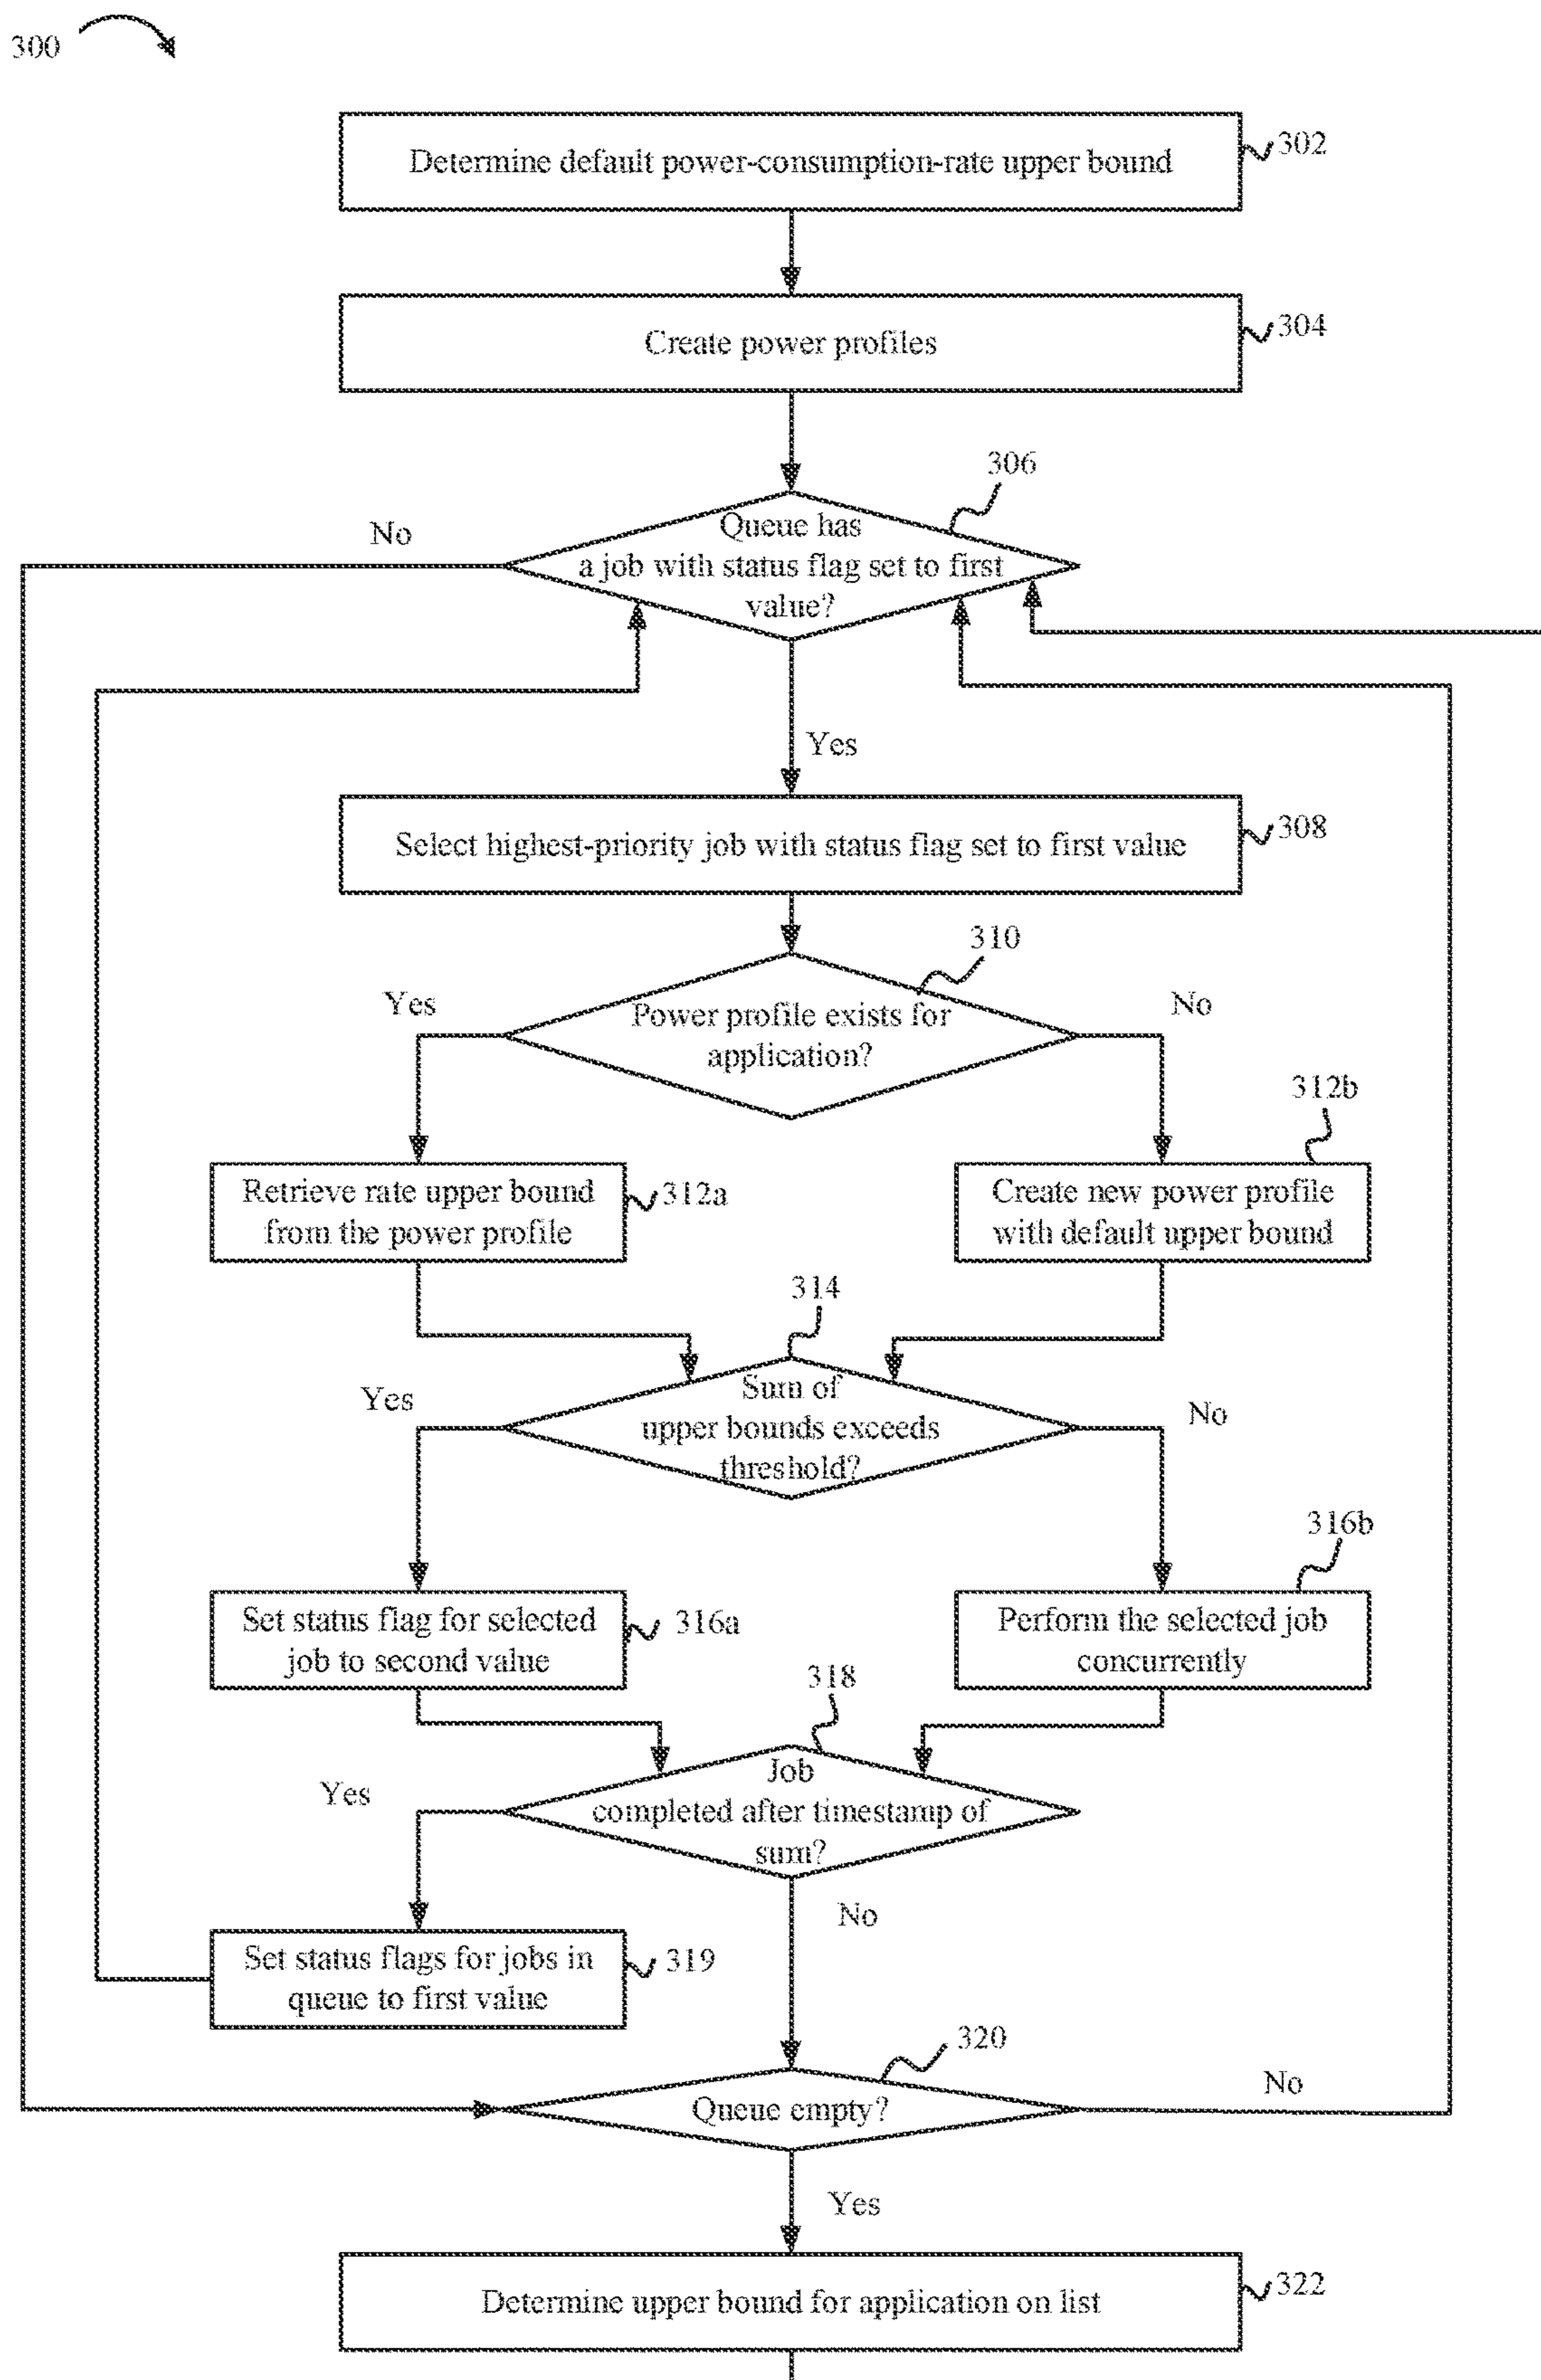 300
Determine default power-consumption-rate upper bound
302
Create power profiles
304
306
No
Queue has
a job with status flag set to first
value?
Yes
Select highest-priority job with status flag set to first value
308
310
Yes
Power profile exists for
application?
No
312b
Retrieve rate upper bound
from the power profile
312a
Create new power profile
with default upper bound
314
Yes
Sum of
upper bounds exceeds
threshold?
No
316b
Set status flag for selected
job to second value
316a
Perform the selected job
concurrently
318
Yes
Job
completed after timestamp of
sum?
No
Set status flags for jobs in
queue to first value
319
320
Queue empty?
No
Yes
Determine upper bound for application on list
322